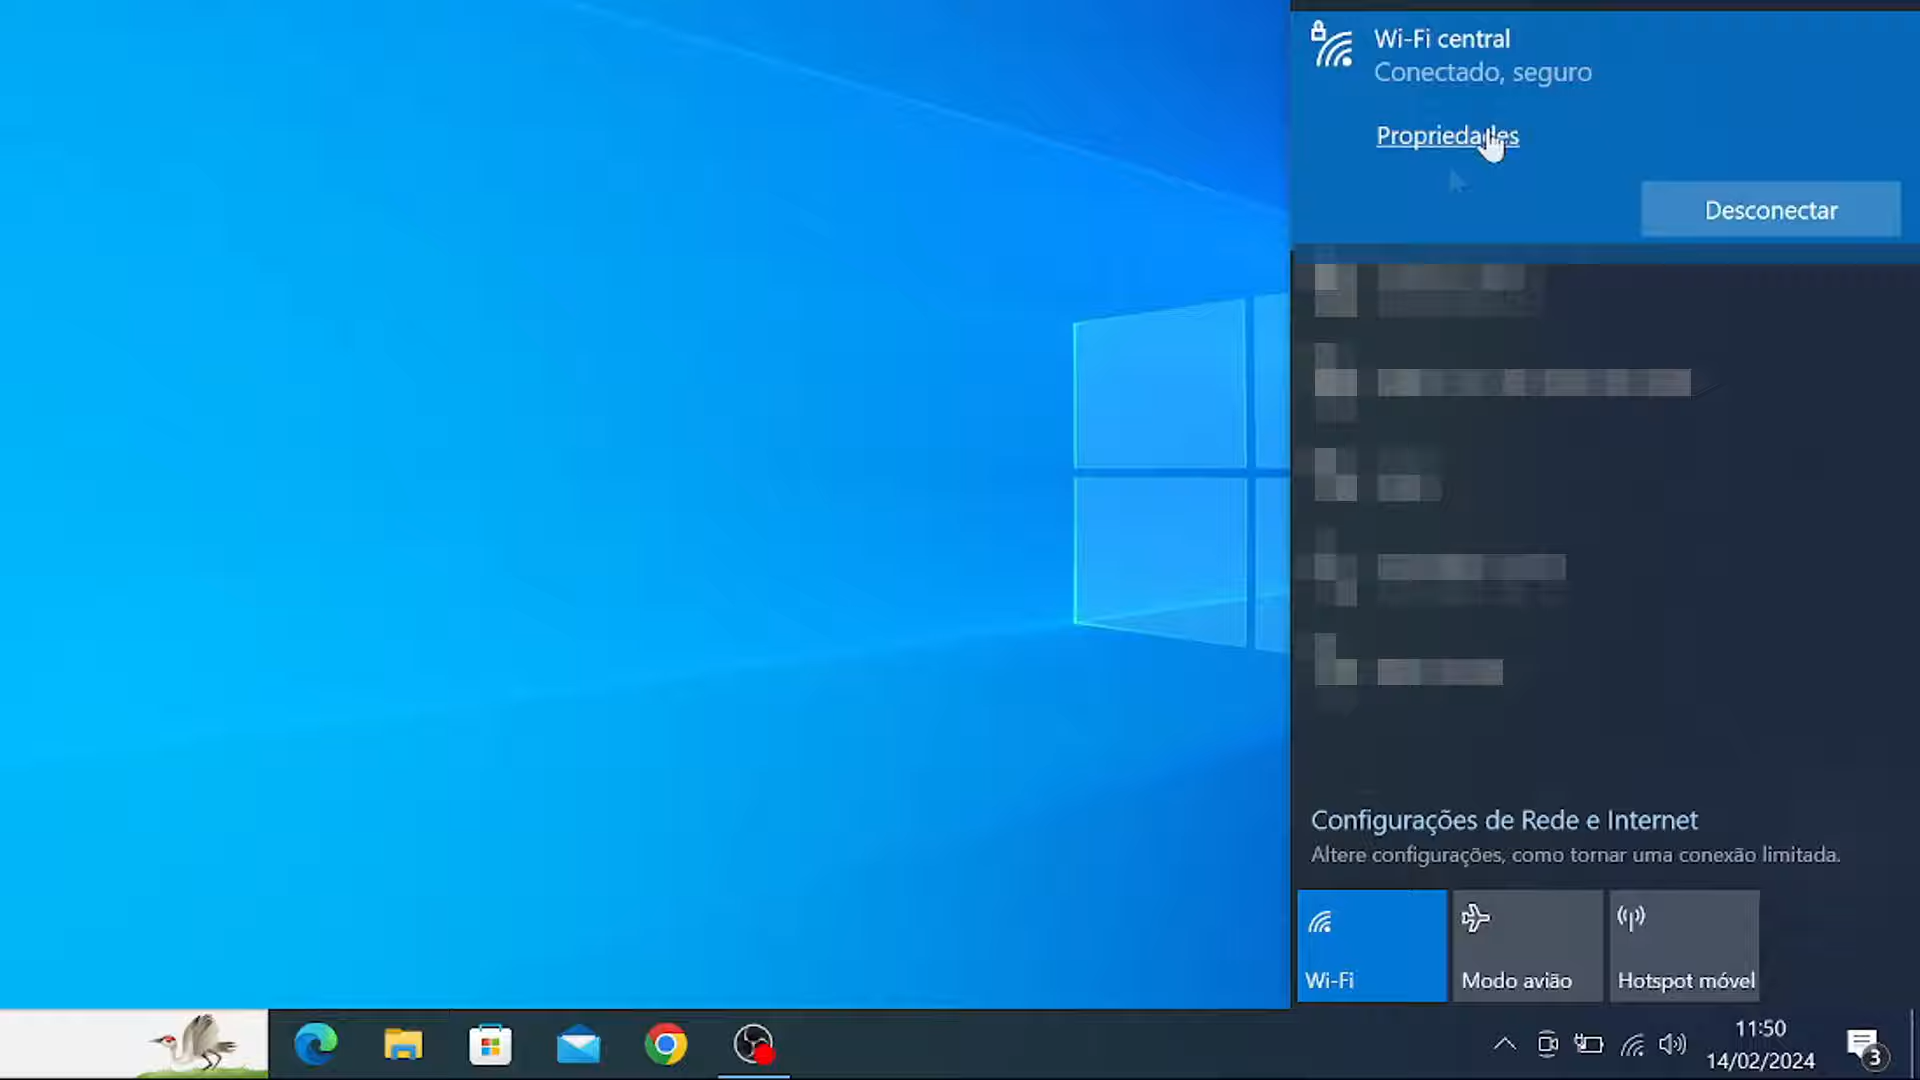 Wi-Fi central
Conectado, seguro
Propriedades
Desconectar
Configurações de Rede e Internet
Altere configurações, como tornar uma conexão limitada.
Wi-Fi
Modo avião
Hotspot móvel
11:50
14/02/2024
3